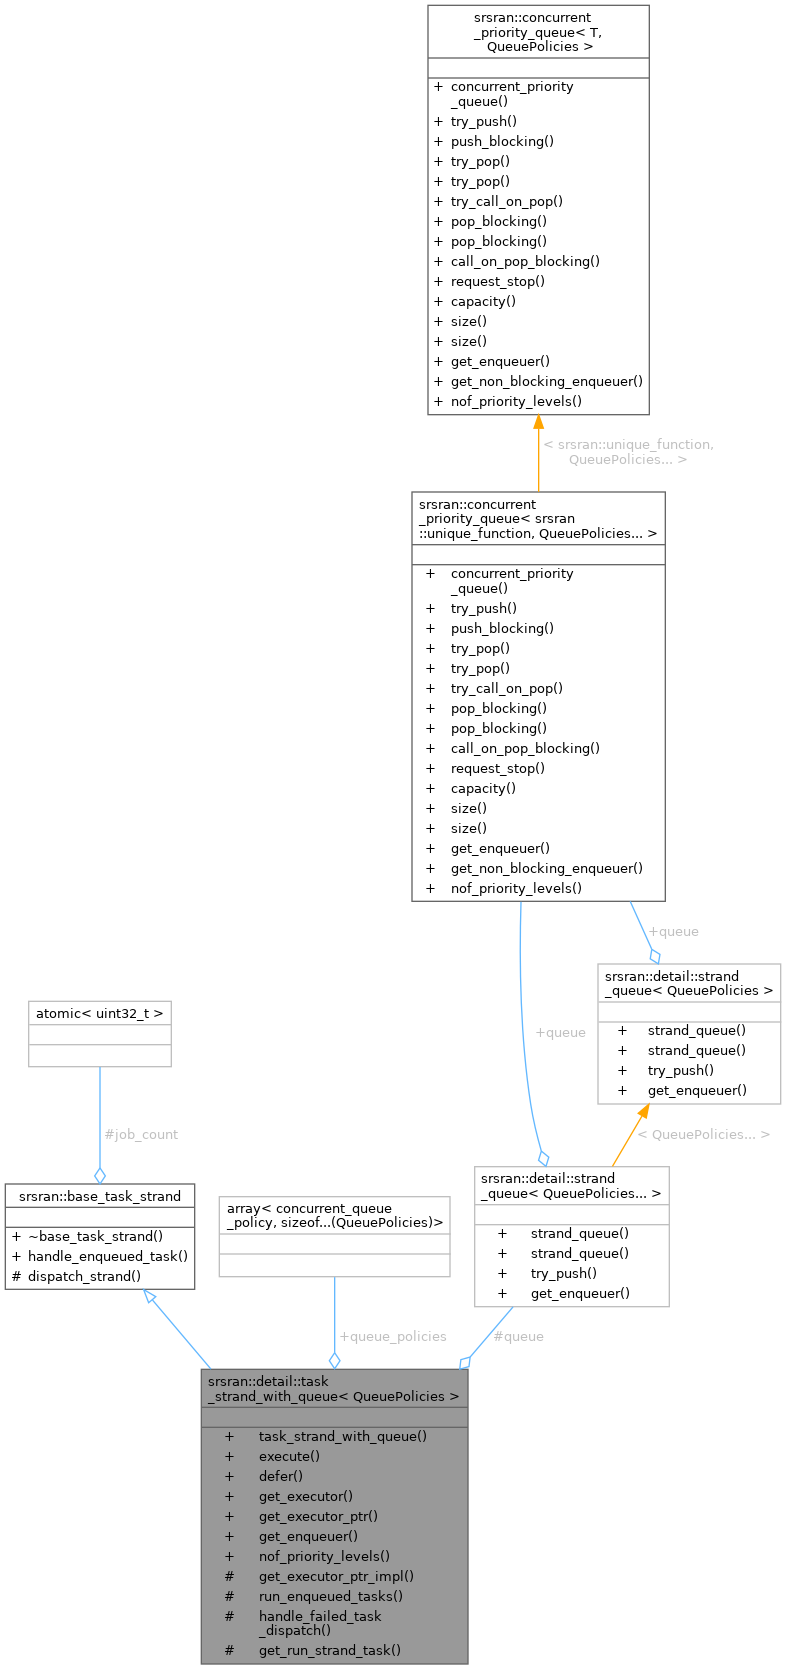 srsran::concurrent
_priority_queue< T,
QueuePolicies >
+ concurrent_priority
_queue()
+ try_push()
+ push_blocking()
+ try_pop()
+ try_pop()
+ try_call_on_pop()
+ pop_blocking()
+ pop_blocking()
+ call_on_pop_blocking()
+ request_stop()
+ capacity()
+ size()
+ size()
+ get_enqueuer()
+ get_non_blocking_enqueuer()
+ nof_priority_levels()
< srsran::unique_function,
QueuePolicies... >
srsran::concurrent
_priority_queue< srsran
::unique_function, QueuePolicies... >
+ concurrent_priority
_queue()
+ try_push()
+ push_blocking()
+ try_pop()
+ try_pop()
+ try_call_on_pop()
+ pop_blocking()
+ pop_blocking()
+ call_on_pop_blocking()
+ request_stop()
+ capacity()
+ size()
+ size()
+ get_enqueuer()
+ get_non_blocking_enqueuer()
+ nof_priority_levels()
+queue
srsran::detail::strand
_queue< QueuePolicies >
+ strand_queue()
+ strand_queue()
+ try_push()
+ get_enqueuer()
atomic< uint32_t >
+queue
#job_count
< QueuePolicies... >
srsran::base_task_strand
+ ~base_task_strand()
+ handle_enqueued_task()
# dispatch_strand()
array< concurrent_queue
_policy, sizeof...(QueuePolicies)>
srsran::detail::strand
_queue< QueuePolicies... >
+ strand_queue()
+ strand_queue()
+ try_push()
+ get_enqueuer()
+queue_policies
#queue
srsran::detail::task
_strand_with_queue< QueuePolicies >
+ task_strand_with_queue()
+ execute()
+ defer()
+ get_executor()
+ get_executor_ptr()
+ get_enqueuer()
+ nof_priority_levels()
# get_executor_ptr_impl()
# run_enqueued_tasks()
# handle_failed_task
_dispatch()
# get_run_strand_task()